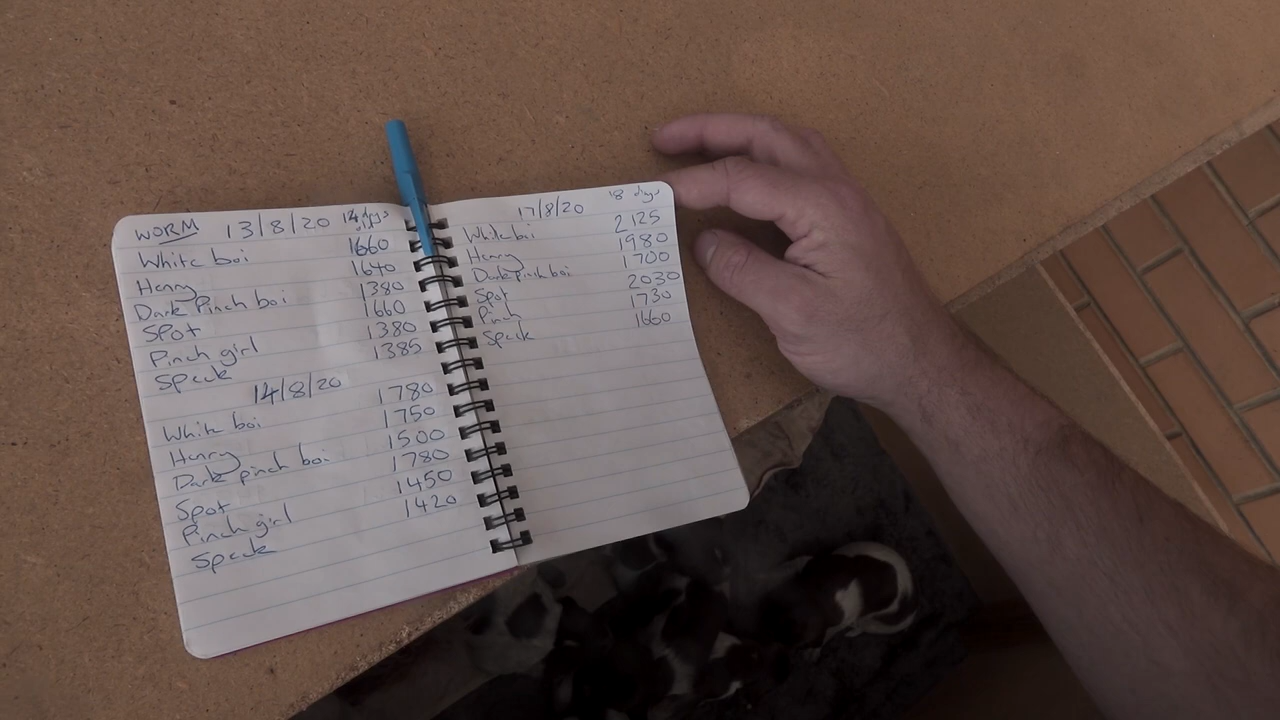 WORM 13/8/20 14 days
White boi 1660
Henry 1640
Dark Pinch boi 1380
Spot 1660
Pinch girl 1380
Speck 1385
14/8/20
White boi 1780
Henry 1750
Dark pinch boi 1500
Spot 1780
Pinch girl 1450
Speck 1420
17/8/20 18 days
White boi 2125
Henry 1980
Dark pinch boi 1700
Spot 2030
Pinch 1730
Speck 1660